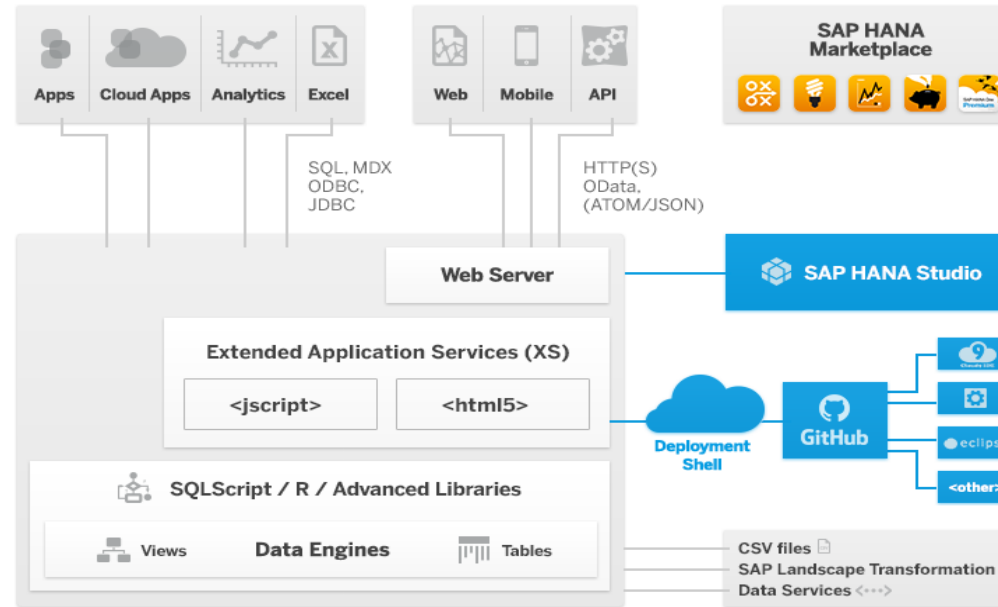 Apps
Cloud Apps
Analytics
Excel
Web
Mobile
API
SAP HANA
Marketplace
SQL, MDX
ODBC,
JDBC
HTTP(S)
OData,
(ATOM/JSON)
Web Server
SAP HANA Studio
Extended Application Services (XS)
<jscript>
<html5>
Deployment
Shell
GitHub
eclips
<other>
SQLScript / R / Advanced Libraries
Views
Data Engines
Tables
CSV files
SAP Landscape Transformation
Data Services